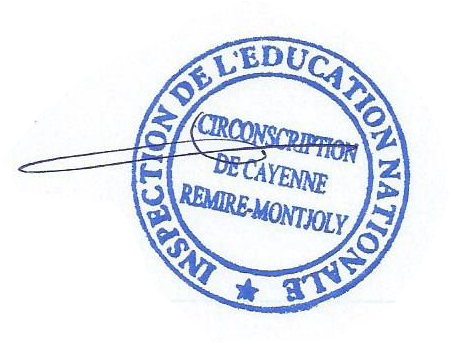 INSPECTION DE L'EDUCATION NATIONALE
CIRCONSCRIPTION
DE CAYENNE
REMIRE-MONTJOLY